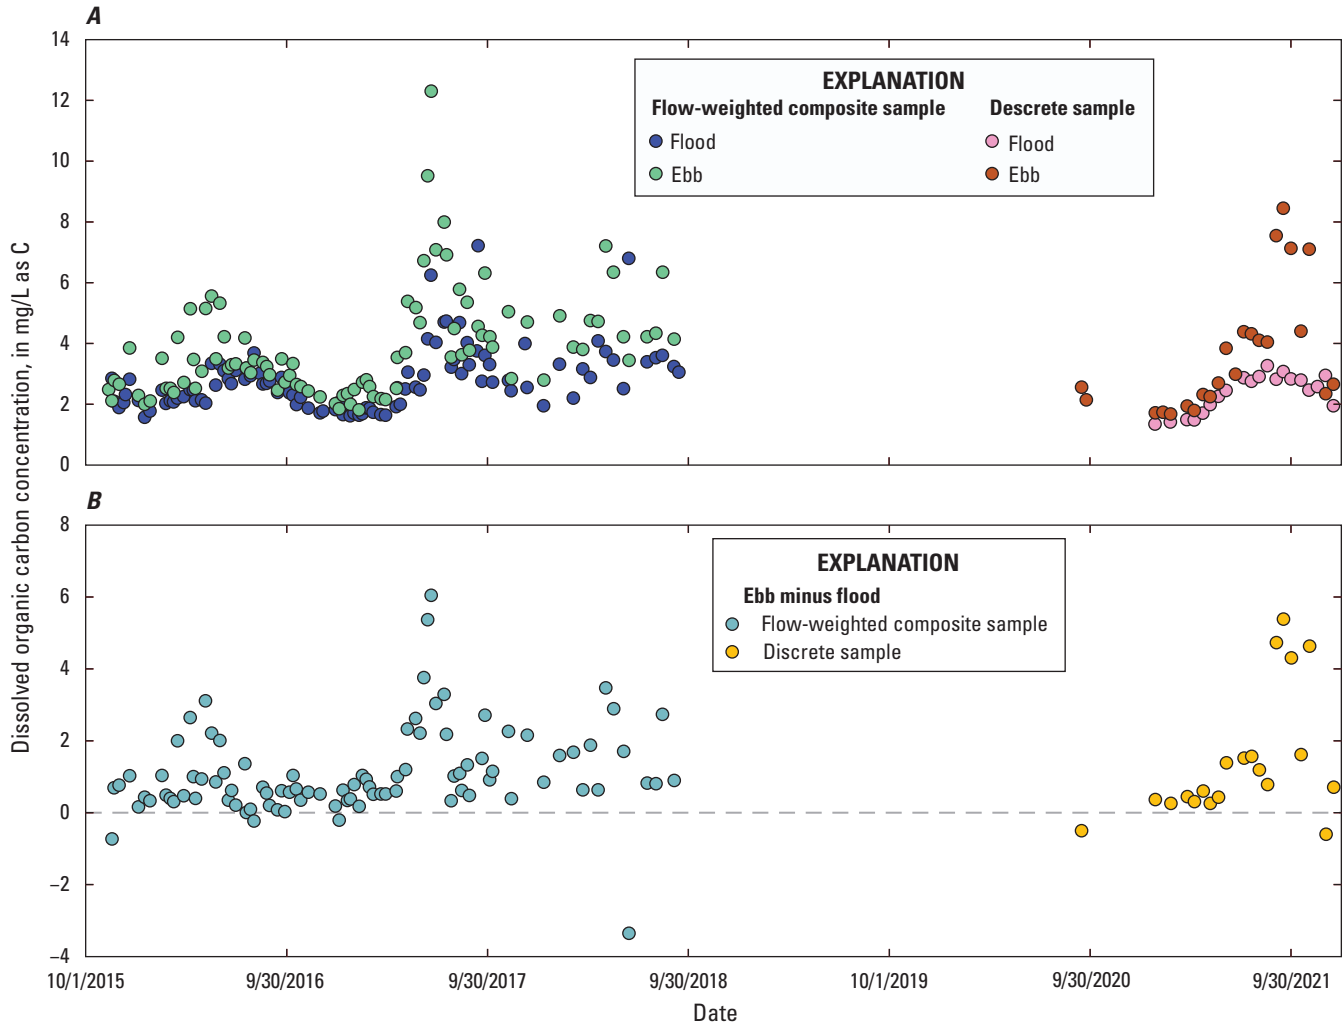 A
14
12
10
8
6
4
2
0
EXPLANATION
Flow-weighted composite sample
Descrete sample
Flood
Flood
Ebb
Ebb
Dissolved organic carbon concentration, in mg/L as C
B
8
6
4
2
0
–2
–4
EXPLANATION
Ebb minus flood
Flow-weighted composite sample
Discrete sample
10/1/2015
9/30/2016
9/30/2017
9/30/2018
10/1/2019
9/30/2020
9/30/2021
Date